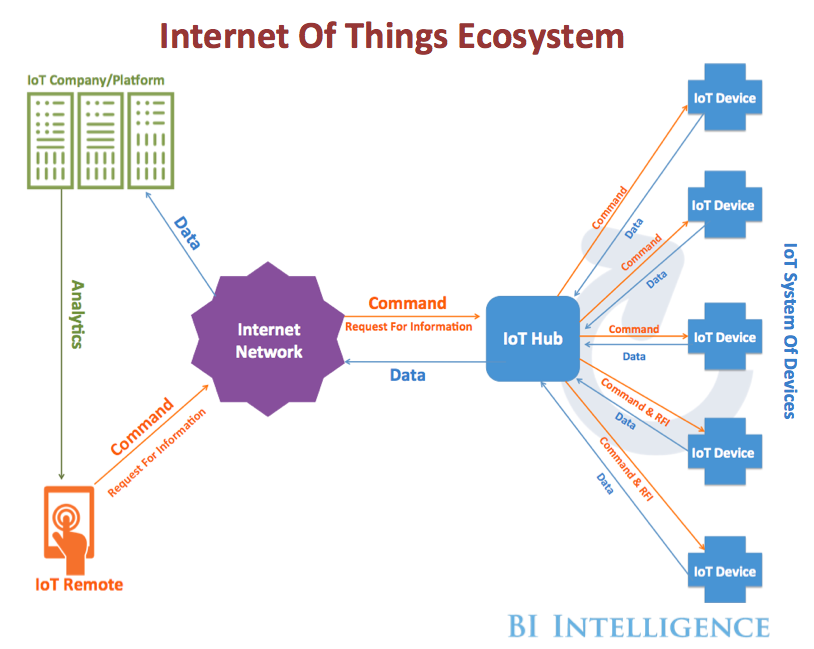 Internet Of Things Ecosystem
IoT Company/Platform
Data
Analytics
Internet
Network
Command
Request For Information
Data
Command
Request For Information
IoT Remote
IoT Hub
Command
Data
IoT Device
Command
Data
IoT Device
Command
Data
IoT Device
Command & RFI
Data
IoT Device
Command & RFI
Data
IoT Device
IoT System Of Devices
BI INTELLIGENCE